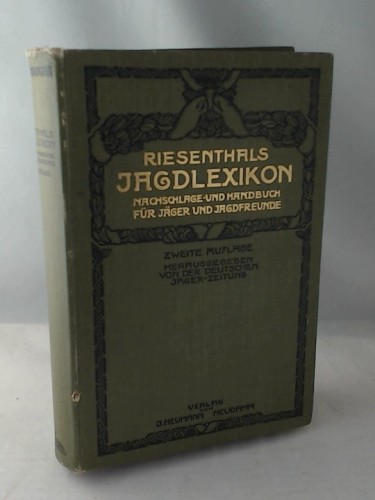 RIESENTHALS
JAGDLEXIKON
NACHSCHLAGE-UND HANDBUCH
FÜR JÄGER UND JAGDFREUNDE
ZWEITE AUFLAGE
HERAUSGEGEBEN
VON DER DEUTSCHEN
JÄGER-ZEITUNG
VERLAG
VON
J. NEUMANN NEUDAMM